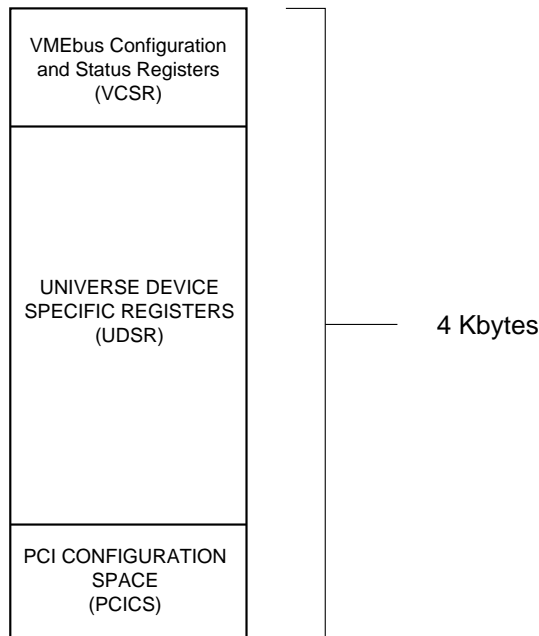 VMEbus Configuration
and Status Registers
(VCSR)
UNIVERSE DEVICE
SPECIFIC REGISTERS
(UDSR)
4 Kbytes
PCI CONFIGURATION
SPACE
(PCICS)